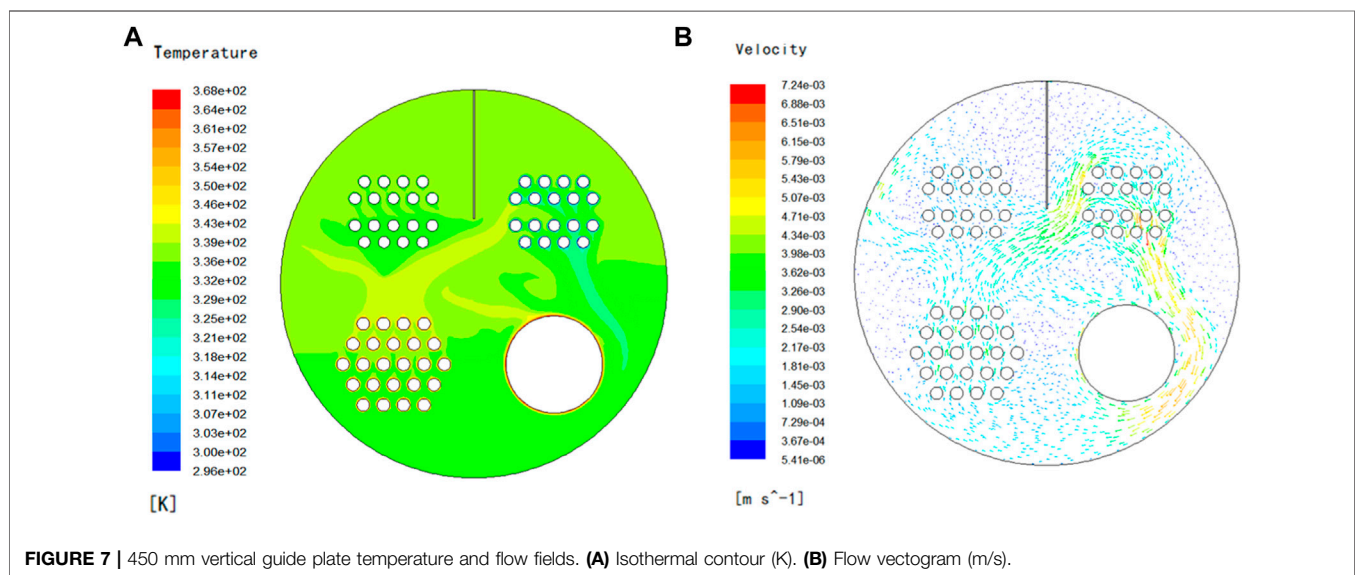 A
Temperature
3.68e+02
3.64e+02
3.61e+02
3.57e+02
3.54e+02
3.50e+02
3.46e+02
3.43e+02
3.39e+02
3.36e+02
3.32e+02
3.29e+02
3.25e+02
3.21e+02
3.18e+02
3.14e+02
3.11e+02
3.07e+02
3.03e+02
3.00e+02
2.96e+02
[K]
B
Velocity
7.24e-03
6.88e-03
6.51e-03
6.15e-03
5.79e-03
5.43e-03
5.07e-03
4.71e-03
4.34e-03
3.98e-03
3.62e-03
3.26e-03
2.90e-03
2.54e-03
2.17e-03
1.81e-03
1.45e-03
1.09e-03
7.29e-04
3.67e-04
5.41e-06
[m s^-1]
FIGURE 7 | 450 mm vertical guide plate temperature and flow fields. (A) Isothermal contour (K). (B) Flow vectogram (m/s).